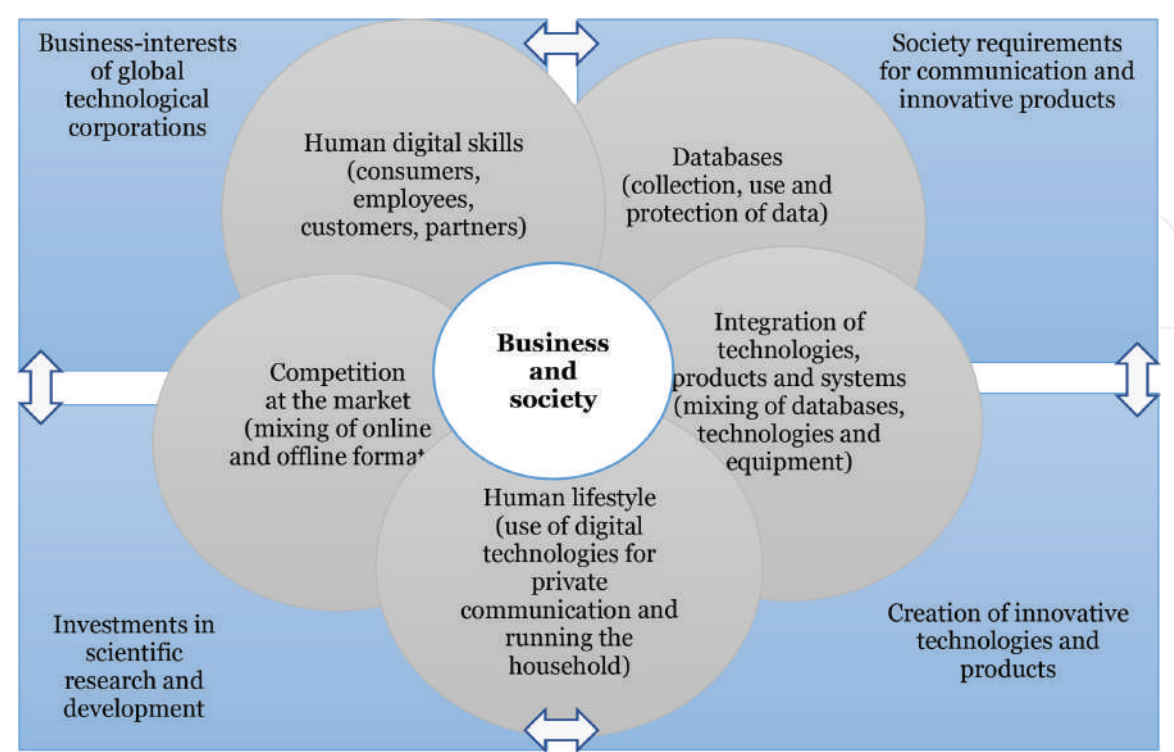 Business-interests
of global
technological
corporations
Society requirements
for communication and
innovative products
Human digital skills
(consumers,
employees,
customers, partners)
Databases
(collection, use and
protection of data)
Business
and
society
Competition
at the market
(mixing of online
and offline format
Integration of
technologies,
products and systems
(mixing of databases,
technologies and
equipment)
Human lifestyle
(use of digital
technologies for
private
communication and
running the
household)
Investments in
scientific
research and
development
Creation of innovative
technologies and
products